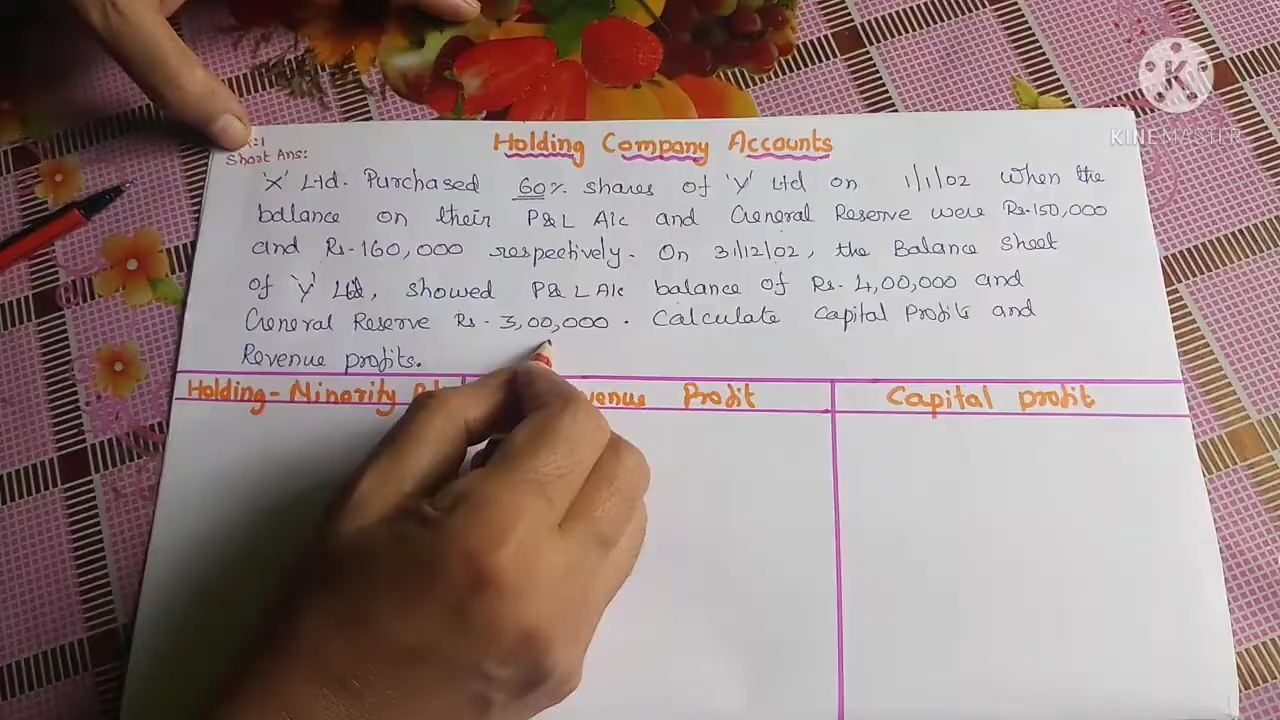 Holding Company Accounts
Short Ans:
'X' Ltd. Purchased 60% shares of 'Y' Ltd on 1/1/02 when the
balance on their P&L A/c and General Reserve were Rs.150,000
and Rs.160,000 respectively. On 31/12/02, the Balance Sheet
of 'Y' Ltd, showed P&L A/c balance of Rs. 4,00,000 and
General Reserve Rs. 3,00,000. Calculate Capital Profits and
Revenue profits.
Holding-Minority Profit
Capital profit
K
KINEMASTER